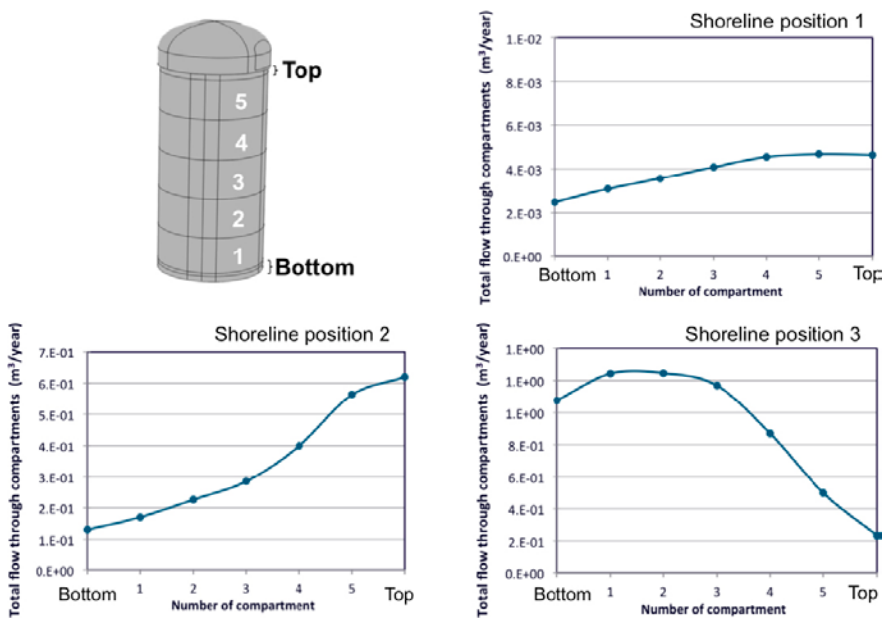 Top
5
4
3
2
1
Bottom
Shoreline position 1
Total flow through compartments (m³/year)
1.E-02
8.E-03
6.E-03
4.E-03
2.E-03
0.E+00
Bottom 1 2 3 4 5 Top
Number of compartment
Shoreline position 2
Total flow through compartments (m³/year)
7.E-01
6.E-01
5.E-01
4.E-01
3.E-01
2.E-01
1.E-01
0.E+00
Bottom 1 2 3 4 5 Top
Number of compartment
Shoreline position 3
Total flow through compartments (m³/year)
1.E+00
1.E+00
1.E+00
8.E-01
6.E-01
4.E-01
2.E-01
0.E+00
Bottom 1 2 3 4 5 Top
Number of compartment